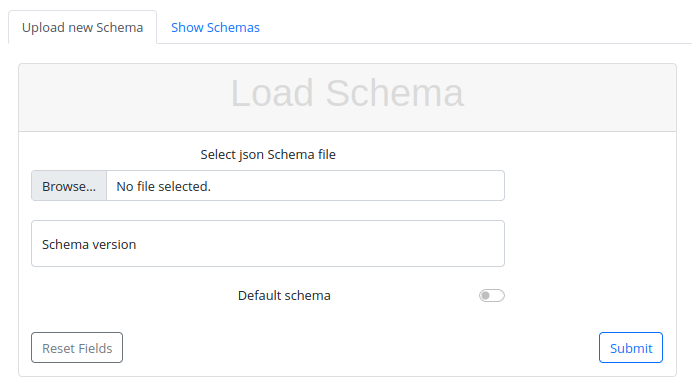 Upload new Schema Show Schemas
Load Schema
Select json Schema file
Browse... No file selected.
Schema version
Default schema
Reset Fields Submit